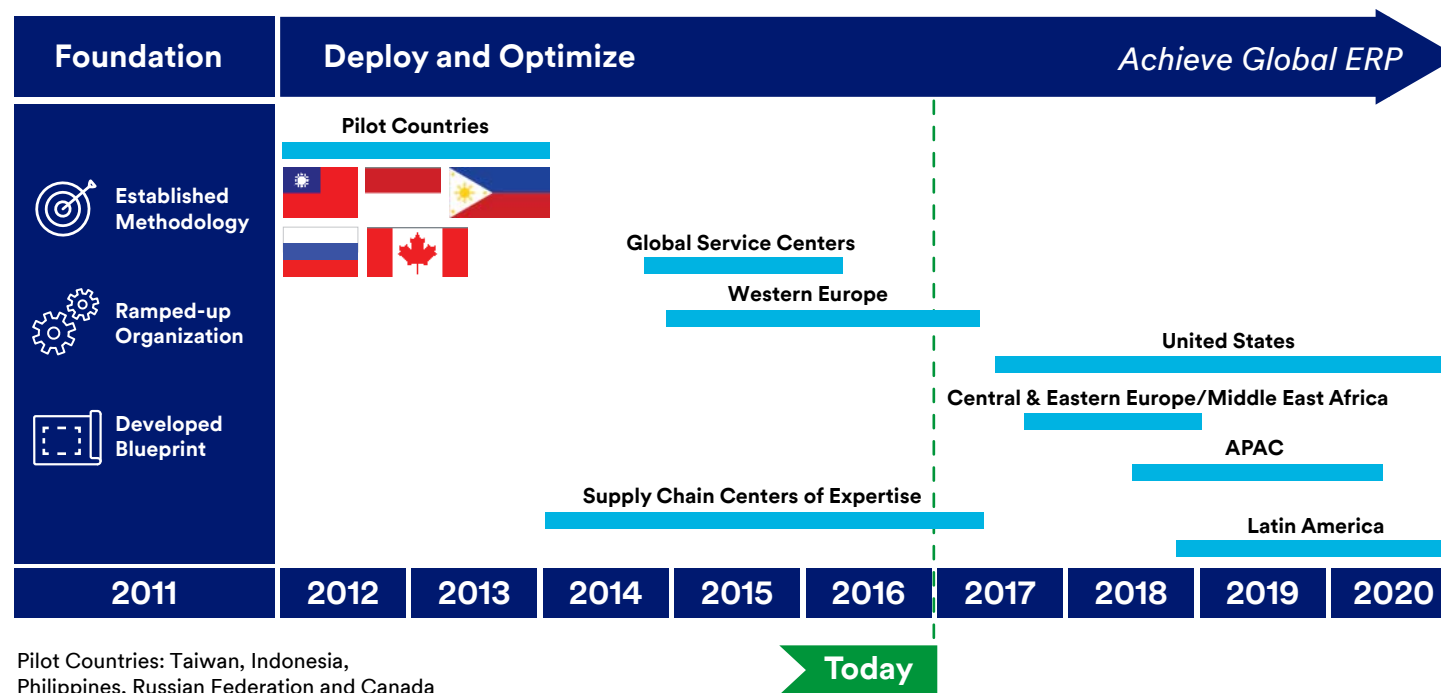 Foundation
Deploy and Optimize
Achieve Global ERP
Pilot Countries
Established
Methodology
Global Service Centers
Western Europe
Ramped-up
Organization
United States
Central & Eastern Europe/Middle East Africa
Developed
Blueprint
APAC
Supply Chain Centers of Expertise
Latin America
2011
2012
2013
2014
2015
2016
2017
2018
2019
2020
Pilot Countries: Taiwan, Indonesia,
Philippines, Russian Federation and Canada
Today